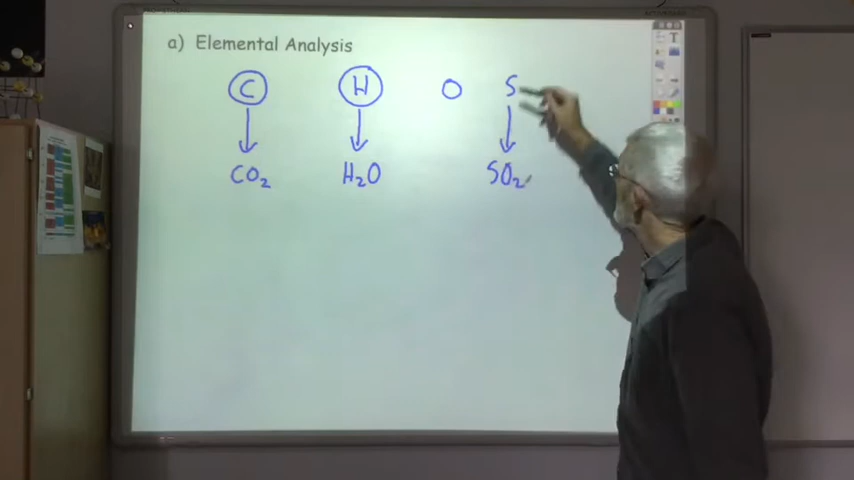 a) Elemental Analysis
C H O S
CO₂ H₂O SO₂